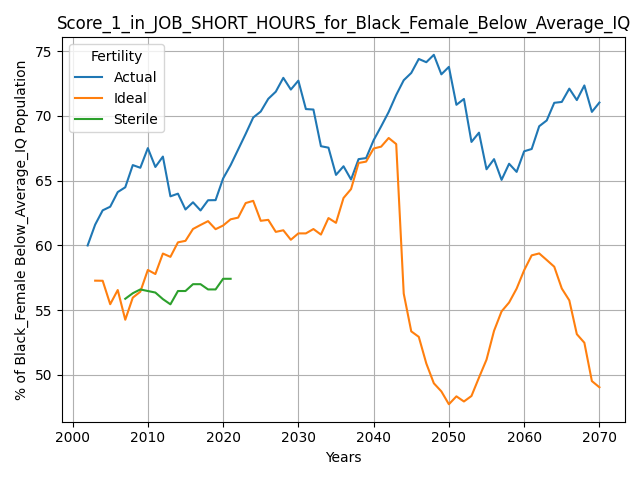 Score_1_in_JOB_SHORT_HOURS_for_Black_Female_Below_Average_IQ
% of Black_Female Below_Average_IQ Population
75
70
65
60
55
50
Fertility
Actual
Ideal
Sterile
2000 2010 2020 2030 2040 2050 2060 2070
Years